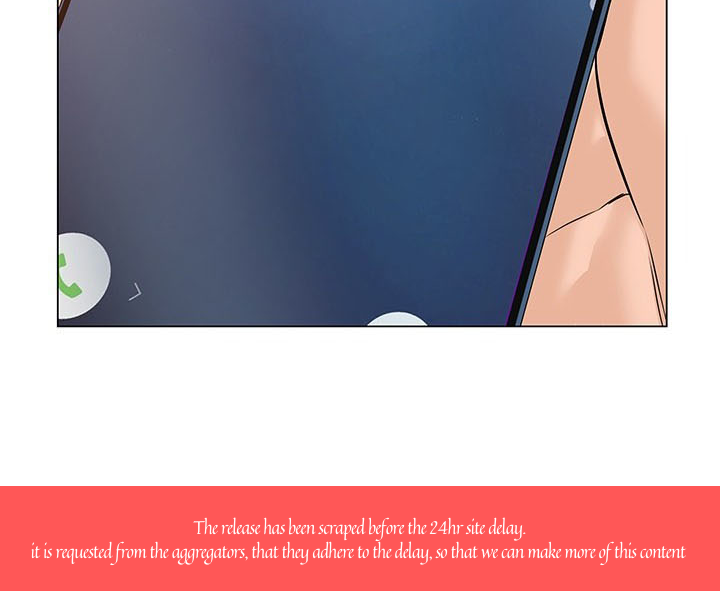 The release has been scraped before the 24hr site delay.
it is requested from the aggregators, that they adhere to the delay, so that we can make more of this content